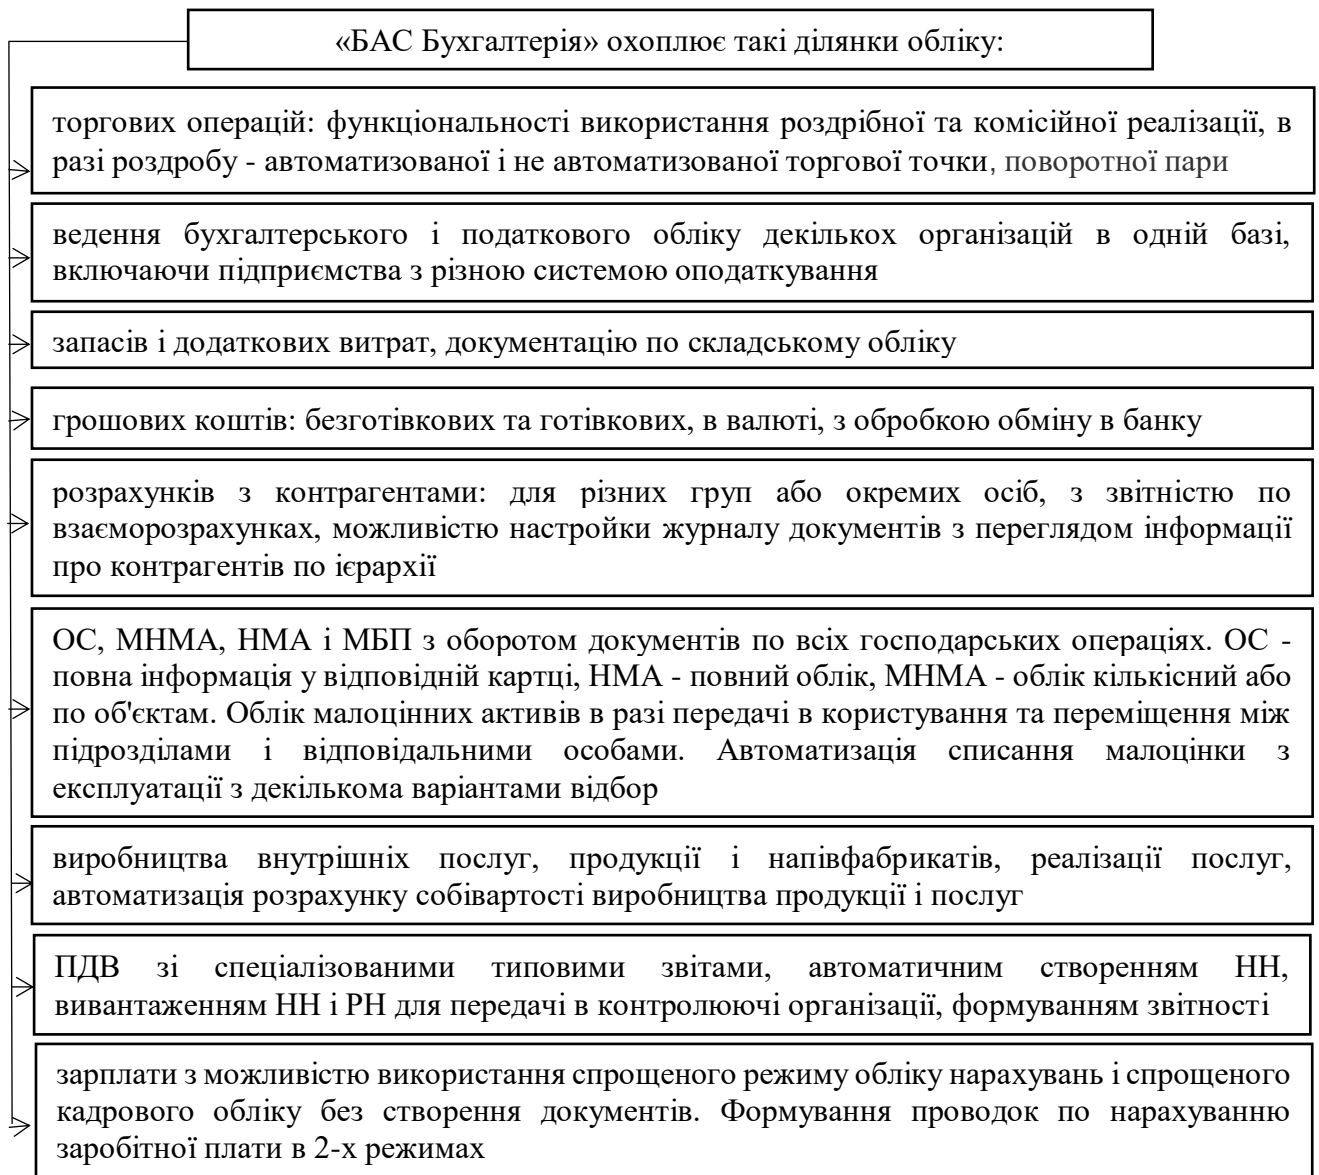 «БАС Бухгалтерія» охоплює такі ділянки обліку:
торгових операцій: функціональності використання роздрібної та комісійної реалізації, в
разі роздробу - автоматизованої і не автоматизованої торгової точки, поворотної пари
ведення бухгалтерського і податкового обліку декількох організацій в одній базі,
включаючи підприємства з різною системою оподаткування
запасів і додаткових витрат, документацію по складському обліку
грошових коштів: безготівкових та готівкових, в валюті, з обробкою обміну в банку
розрахунків з контрагентами: для різних груп або окремих осіб, з звітністю по
взаєморозрахунках, можливістю настройки журналу документів з переглядом інформації
про контрагентів по ієрархії
ОС, МНМА, НМА і МБП з оборотом документів по всіх господарських операціях. ОС -
повна інформація у відповідній картці, НМА - повний облік, МНМА - облік кількісний або
по об'єктам. Облік малоцінних активів в разі передачі в користування та переміщення між
підрозділами і відповідальними особами. Автоматизація списання малоцінки з
експлуатації з декількома варіантами відбор
виробництва внутрішніх послуг, продукції і напівфабрикатів, реалізації послуг,
автоматизація розрахунку собівартості виробництва продукції і послуг
ПДВ зі спеціалізованими типовими звітами, автоматичним створенням НН,
вивантаженням НН і РН для передачі в контролюючі організації, формуванням звітності
зарплати з можливістю використання спрощеного режиму обліку нарахувань і спрощеного
кадрового обліку без створення документів. Формування проводок по нарахуванню
заробітної плати в 2-х режимах